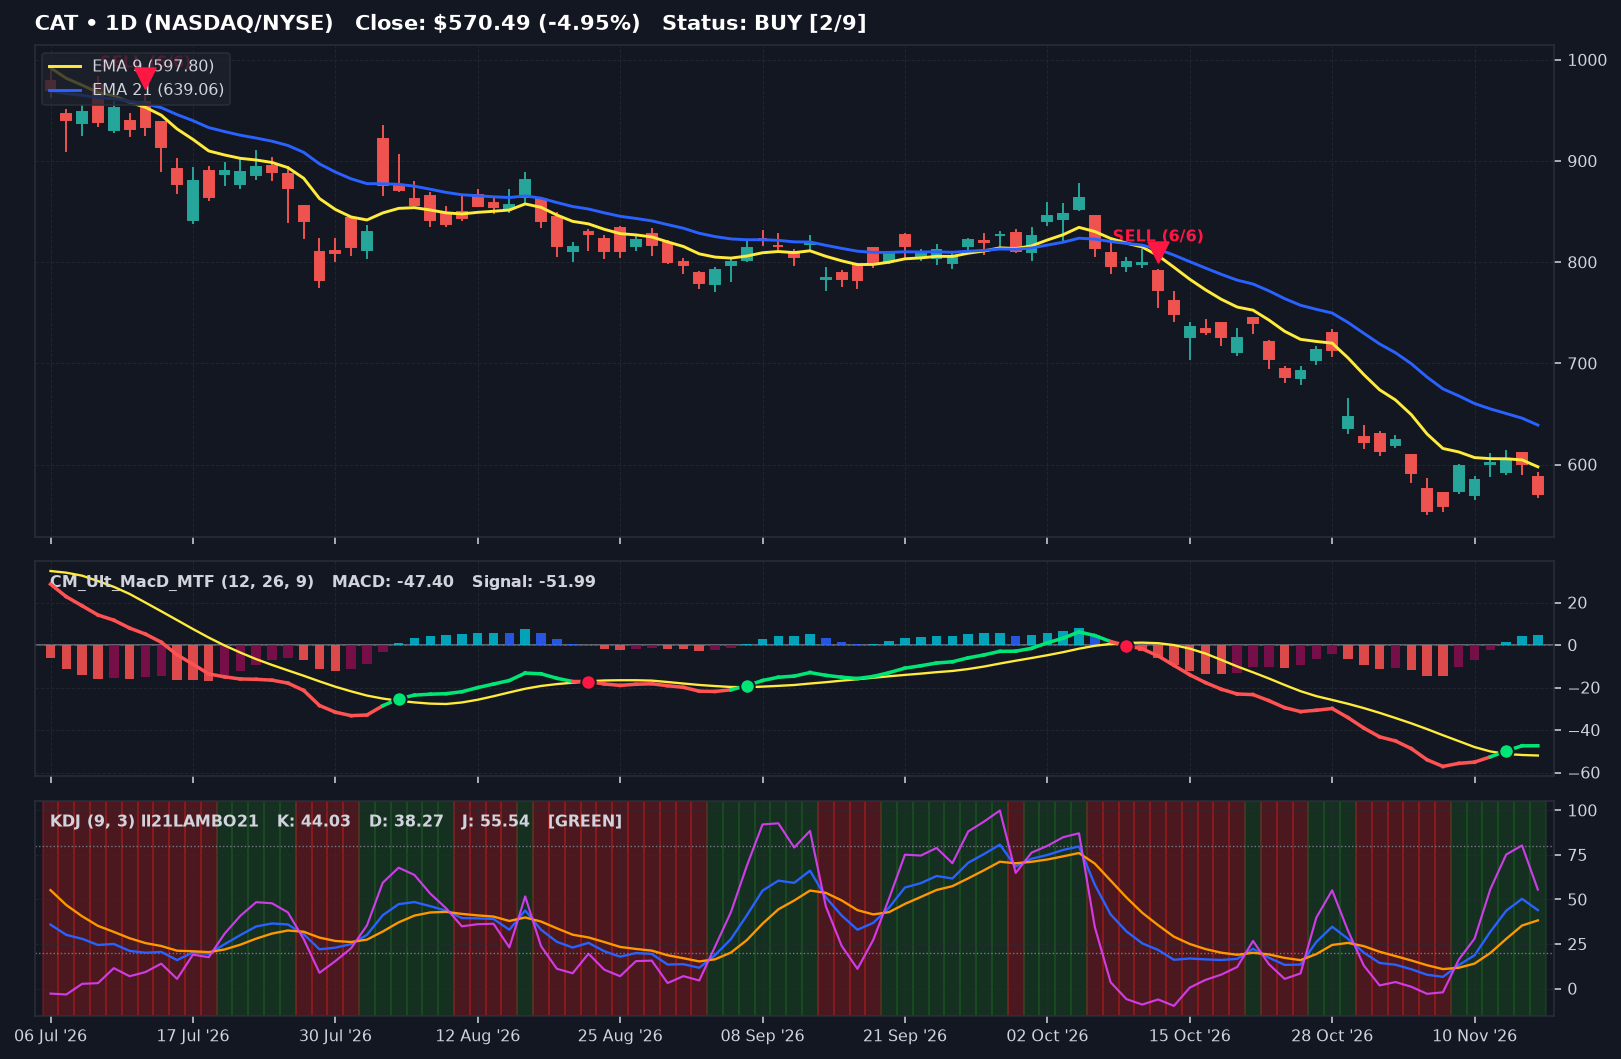 CAT • 1D (NASDAQ/NYSE)   Close: $570.49 (-4.95%)   Status: BUY [2/9]
EMA 9 (597.80)
EMA 21 (639.06)
1000
900
SELL (6/6)
800
700
600
CM_Ult_MacD_MTF (12, 26, 9)   MACD: -47.40   Signal: -51.99
20
0
−20
−40
−60
KDJ (9, 3) II21LAMBO21   K: 44.03   D: 38.27   J: 55.54   [GREEN]
100
75
50
25
0
06 Jul '26   17 Jul '26   30 Jul '26   12 Aug '26   25 Aug '26   08 Sep '26   21 Sep '26   02 Oct '26   15 Oct '26   28 Oct '26   10 Nov '26